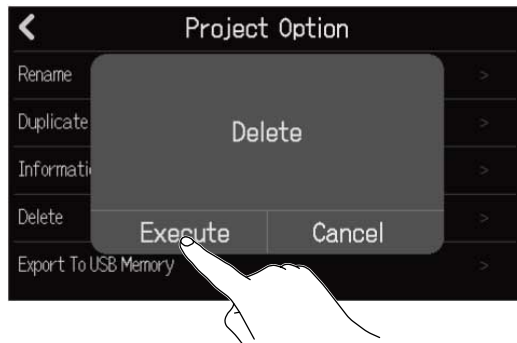 Project Option
Rename
Duplicate
Delete
Informati
Delete
Execute Cancel
Export To USB Memory